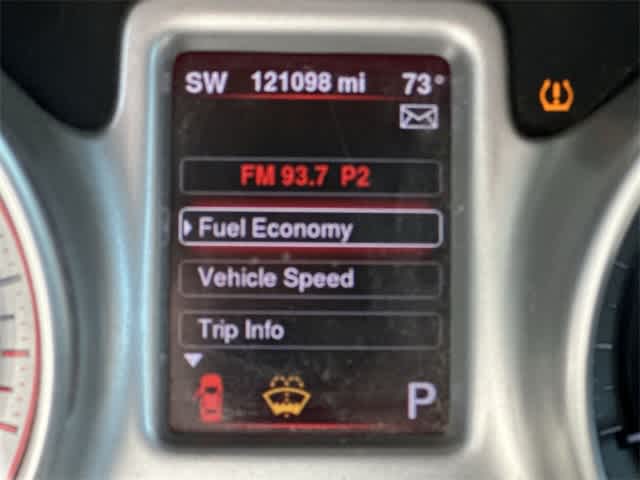 SW 121098 mi 73°
FM 93.7 P2
Fuel Economy
Vehicle Speed
Trip Info
P